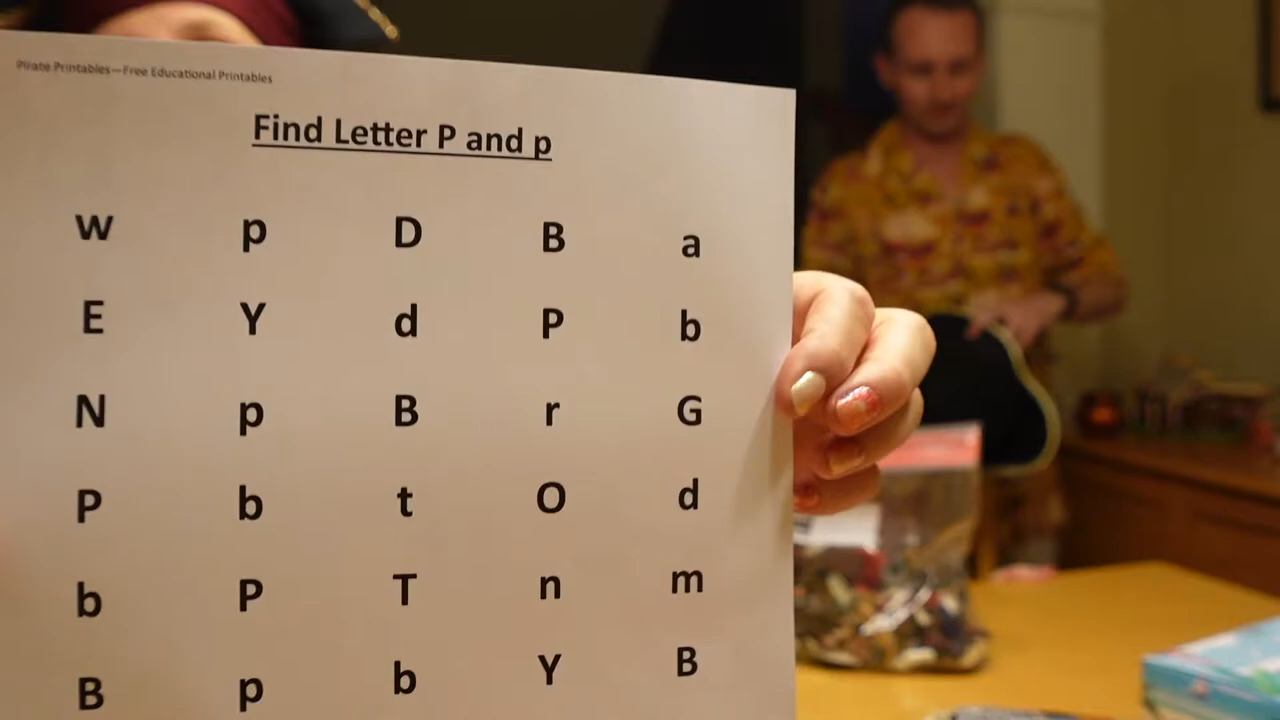 Pirate Printables—Free Educational Printables
Find Letter P and p
w p D B a
E Y d P b
N p B r G
P b t O d
b P T n m
B p b Y B